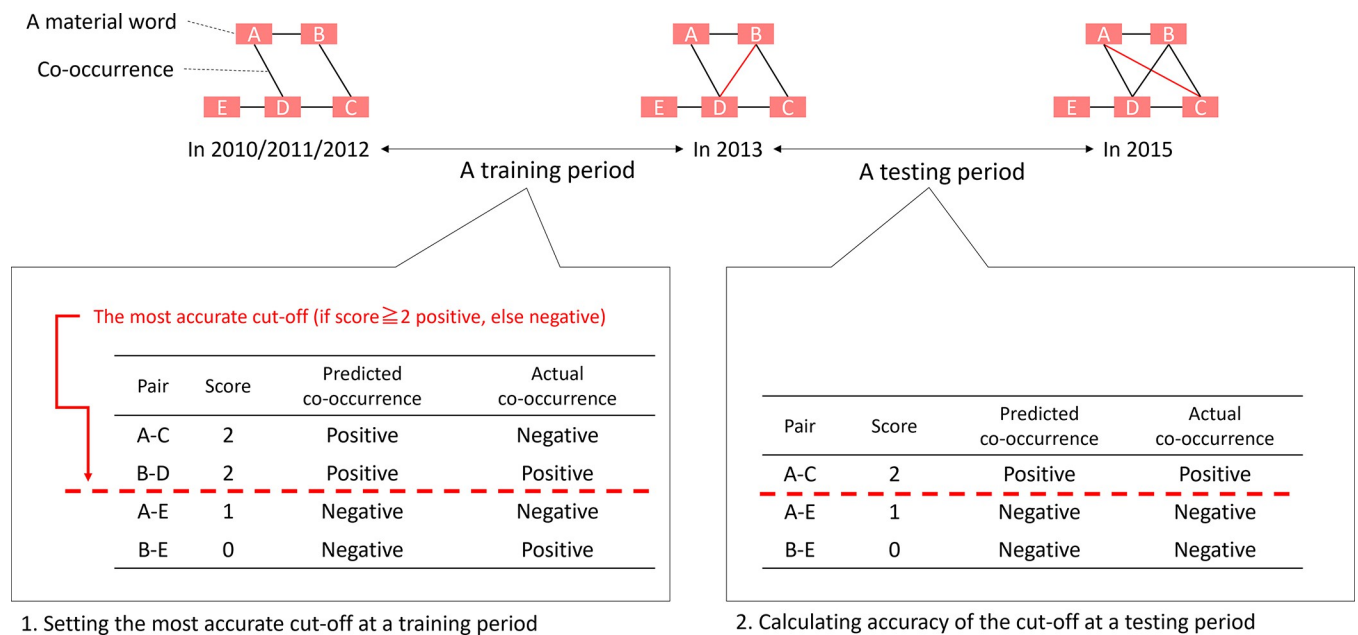 A material word
Co-occurrence
A B
E D C
In 2010/2011/2012
A B
E D C
In 2013
A B
E D C
In 2015
A training period
A testing period
The most accurate cut-off (if score≧2 positive, else negative)
Pair Score Predicted co-occurrence Actual co-occurrence
A-C 2 Positive Negative
B-D 2 Positive Positive
A-E 1 Negative Negative
B-E 0 Negative Positive
1. Setting the most accurate cut-off at a training period
Pair Score Predicted co-occurrence Actual co-occurrence
A-C 2 Positive Positive
A-E 1 Negative Negative
B-E 0 Negative Negative
2. Calculating accuracy of the cut-off at a testing period